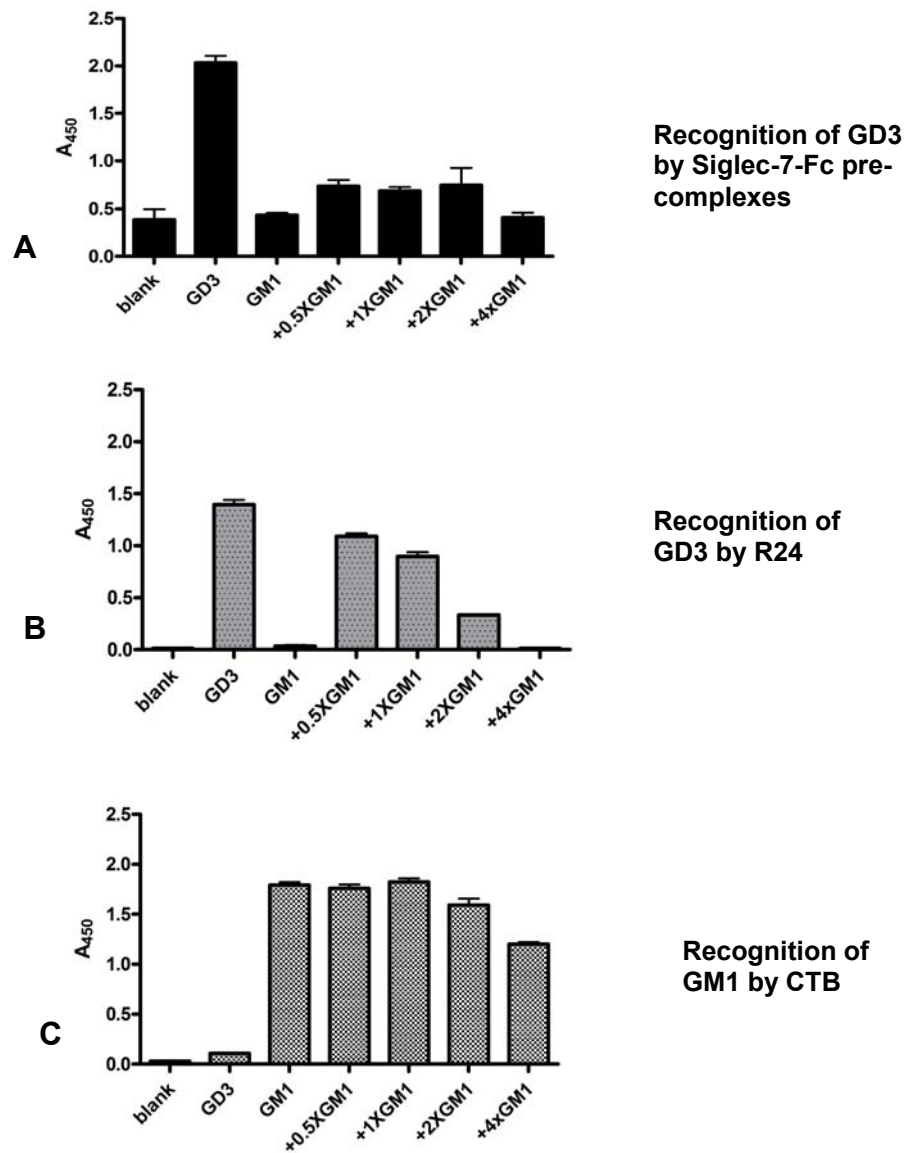 2.5
2.0
1.5
1.0
0.5
0.0
A450
blank
GD3
GM1
+0.5XGM1
+1XGM1
+2XGM1
+4xGM1
A
Recognition of GD3
by Siglec-7-Fc pre-
complexes
2.5
2.0
1.5
1.0
0.5
0.0
A450
blank
GD3
GM1
+0.5XGM1
+1XGM1
+2XGM1
+4xGM1
B
Recognition of
GD3 by R24
2.5
2.0
1.5
1.0
0.5
0.0
A450
blank
GD3
GM1
+0.5XGM1
+1XGM1
+2XGM1
+4xGM1
C
Recognition of
GM1 by CTB